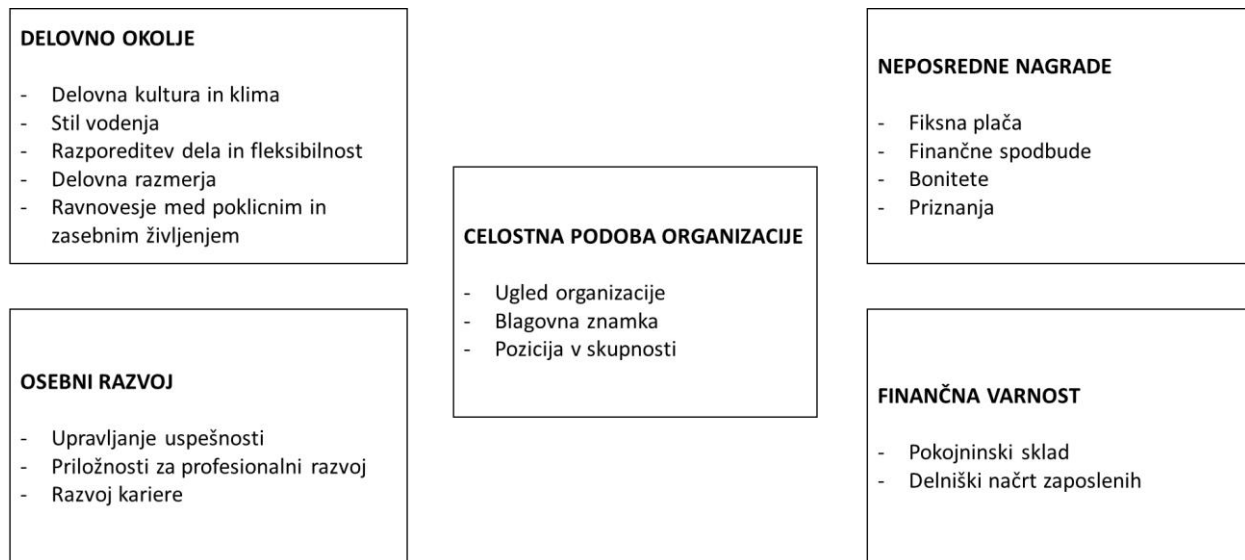 DELOVNO OKOLJE
- Delovna kultura in klima
- Stil vodenja
- Razporeditev dela in fleksibilnost
- Delovna razmerja
- Ravnovesje med poklicnim in
zasebnim življenjem
OSEBNI RAZVOJ
- Upravljanje uspešnosti
- Priložnosti za profesionalni razvoj
- Razvoj kariere
CELOSTNA PODOBA ORGANIZACIJE
- Ugled organizacije
- Blagovna znamka
- Pozicija v skupnosti
NEPOSREDNE NAGRADE
- Fiksna plača
- Finančne spodbude
- Bonitete
- Priznanja
FINANČNA VARNOST
- Pokojninski sklad
- Delniški načrt zaposlenih